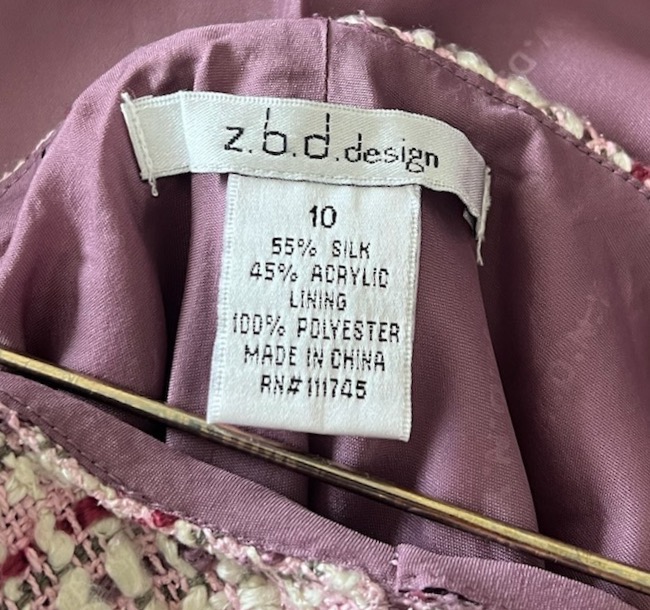 z.b.d.design
10
55% SILK
45% ACRYLIC
LINING
100% POLYESTER
MADE IN CHINA
RN#111745